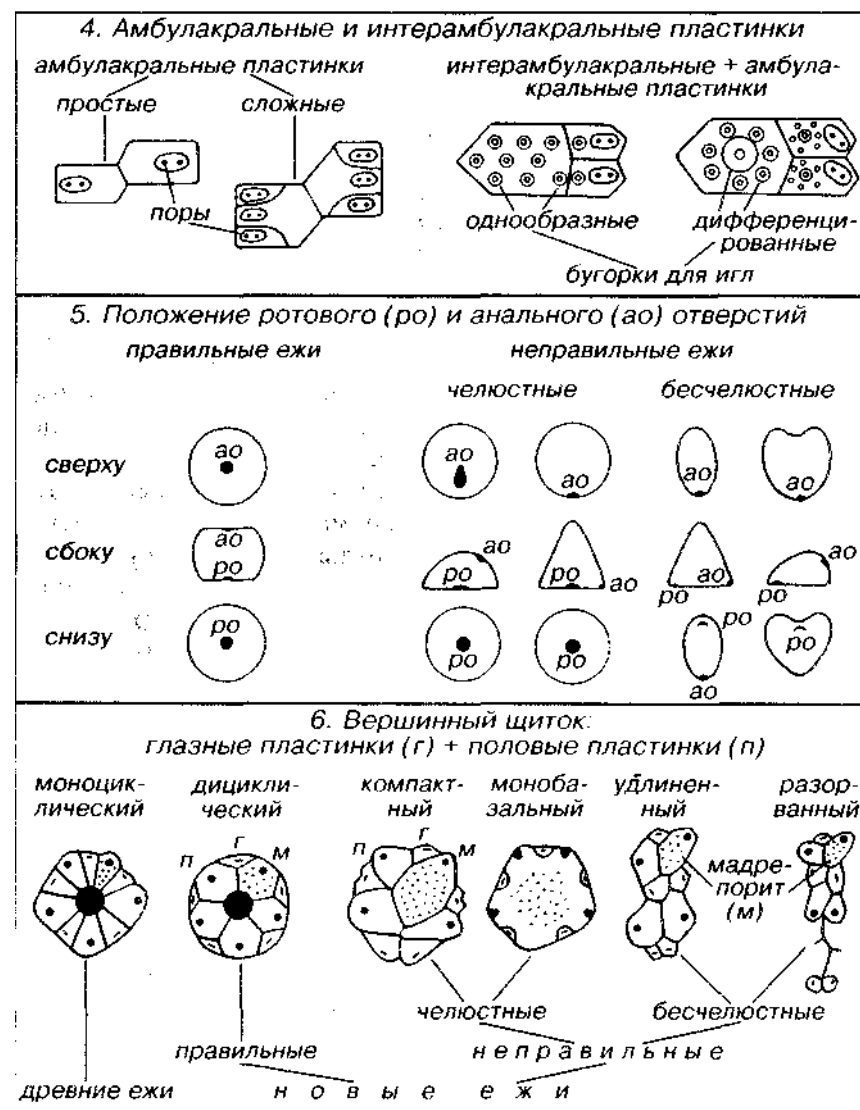 4. Амбулакральные и интерамбулакральные пластинки
амбулакральные пластинки
простые сложные
поры
интерамбулакральные + амбула-
кральные пластинки
однообразные дифференци-
рованные
бугорки для игл
5. Положение ротового (ро) и анального (ао) отверстий
правильные ежи неправильные ежи
челюстные бесчелюстные
сверху ао ао ао ао ао
сбоку ао ро ро ао ро ао ро ао ро ао
снизу ро ро ро ро ао ро
6. Вершинный щиток:
глазные пластинки (г) + половые пластинки (п)
моноцик-
лический
дицикли-
ческий
компакт-
ный
моноба-
зальный
удлинен-
ный
разор-
ванный
п г м
п г м
мадре-
порит
(м)
челюстные бесчелюстные
правильные неправильные
древние ежи новые ежи